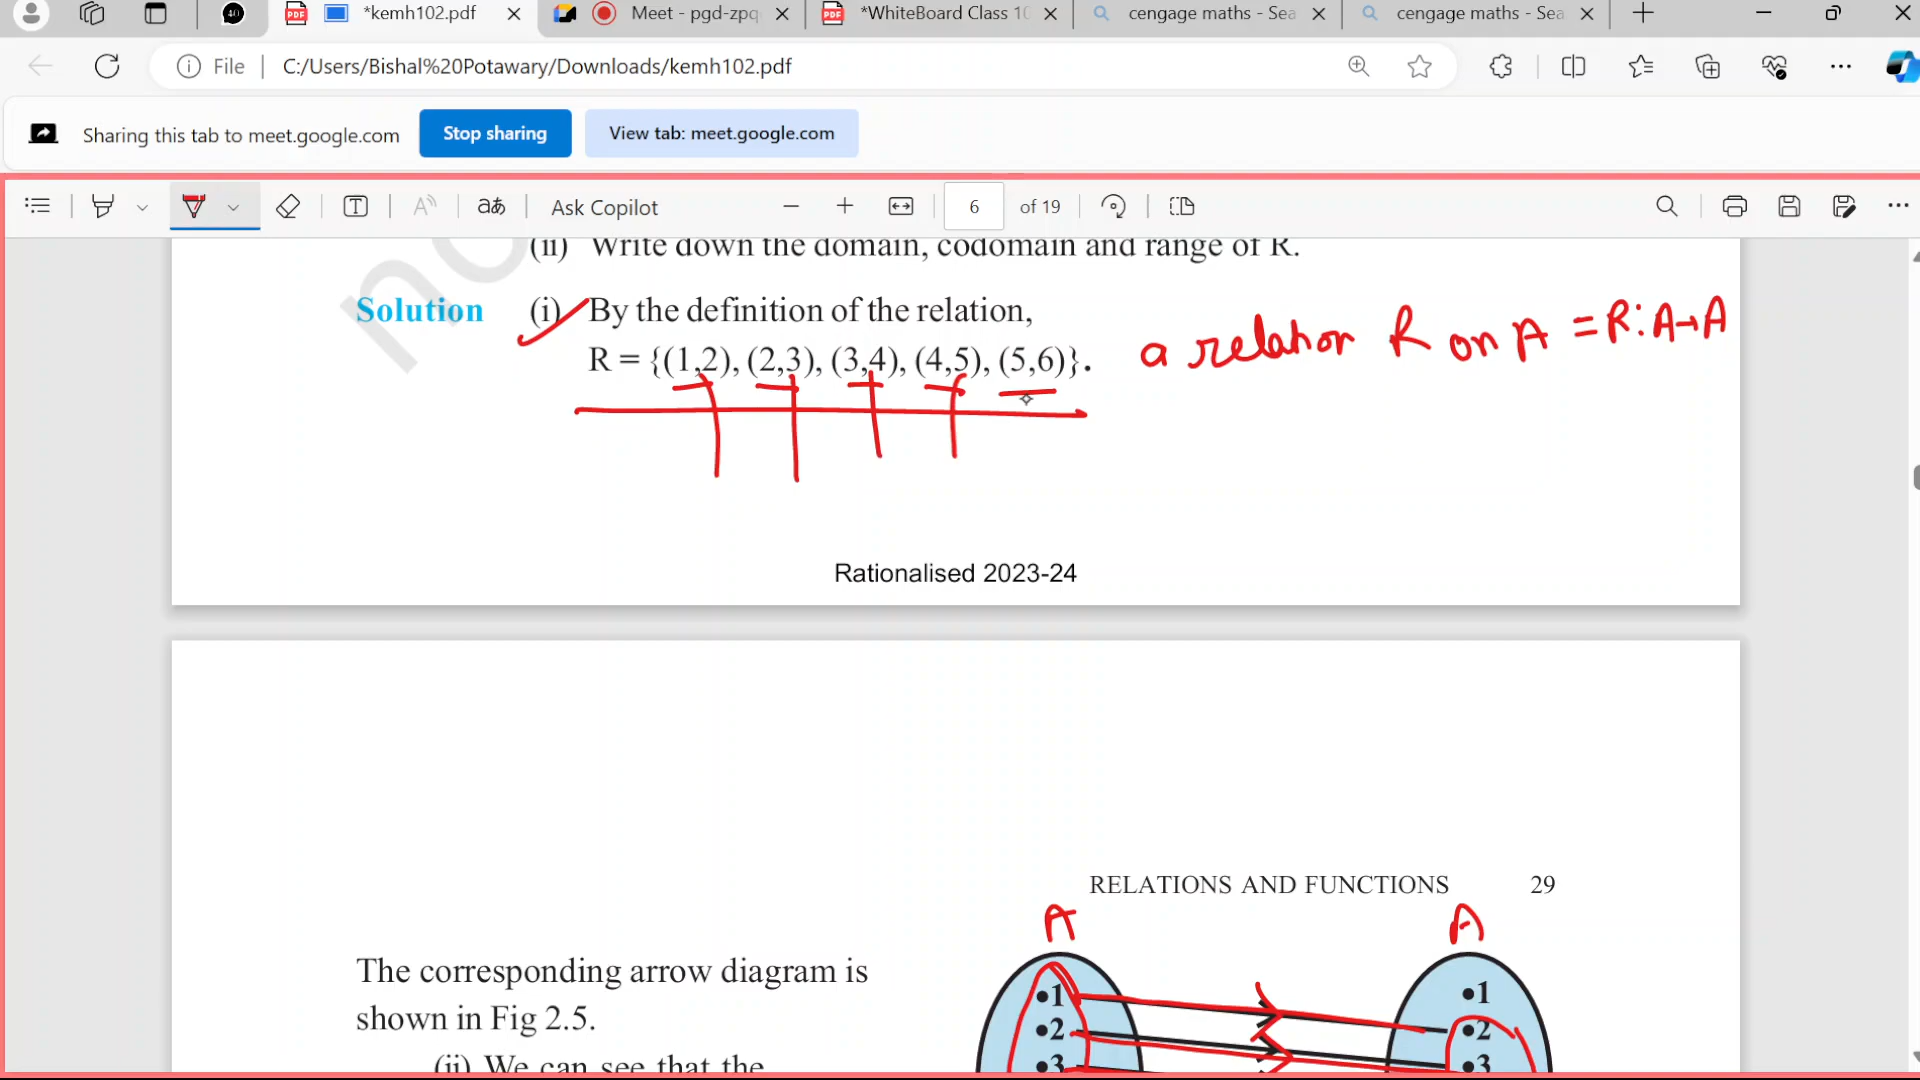 40 *kemh102.pdf Meet - pgd-zpq *WhiteBoard Class 10 cengage maths - Sea cengage maths - Sea
File C:/Users/Bishal%20Potawary/Downloads/kemh102.pdf
Sharing this tab to meet.google.com Stop sharing View tab: meet.google.com
aあ Ask Copilot 6 of 19
(ii) Write down the domain, codomain and range of R.
Solution (i) By the definition of the relation,
R = {(1,2), (2,3), (3,4), (4,5), (5,6)}.
a relation R on A = R: A→A
Rationalised 2023-24
RELATIONS AND FUNCTIONS 29
A A
The corresponding arrow diagram is
shown in Fig 2.5.
(ii) We can see that the
•1 •1
•2 •2
•3 •3